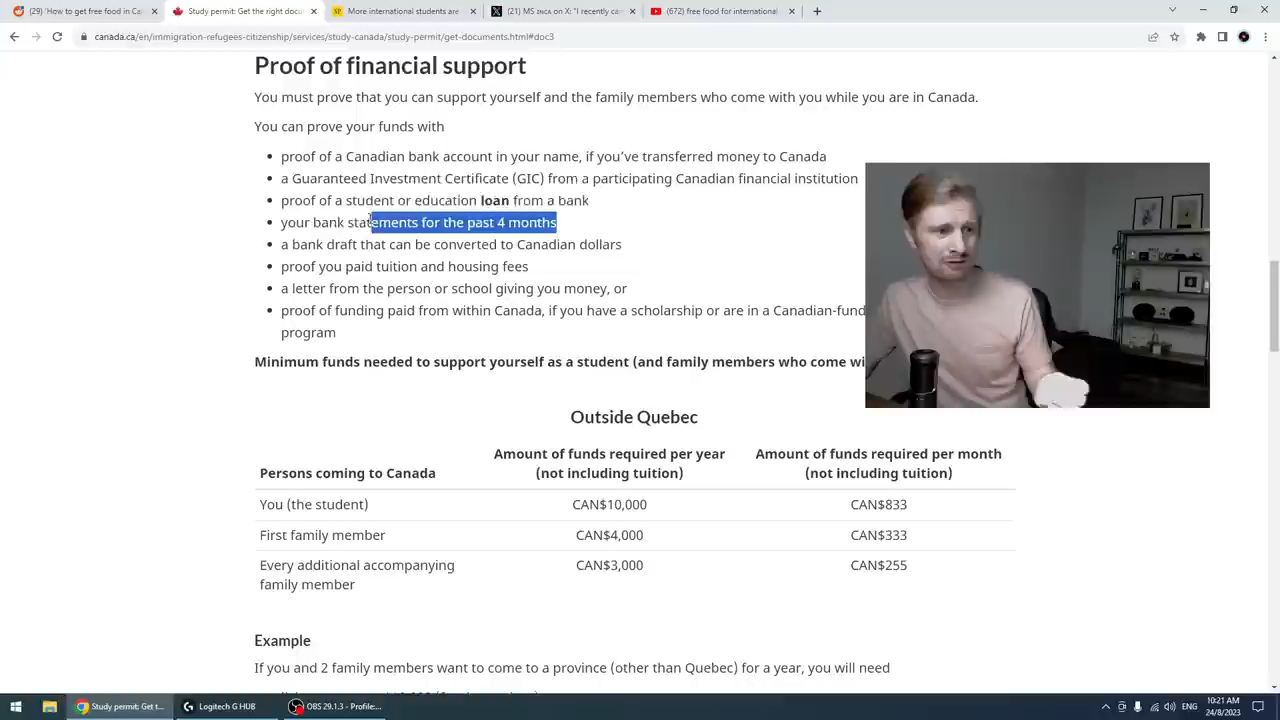 (29) "How to get free food in Ca
Study permit: Get the right docu
More international students are
(21) MS INCA on X: "I recently car
(672) free food for international
canada.ca/en/immigration-refugees-citizenship/services/study-canada/study-permit/get-documents.html#doc3
Proof of financial support
You must prove that you can support yourself and the family members who come with you while you are in Canada.
You can prove your funds with
proof of a Canadian bank account in your name, if you’ve transferred money to Canada
a Guaranteed Investment Certificate (GIC) from a participating Canadian financial institution
proof of a student or education loan from a bank
your bank statements for the past 4 months
a bank draft that can be converted to Canadian dollars
proof you paid tuition and housing fees
a letter from the person or school giving you money, or
proof of funding paid from within Canada, if you have a scholarship or are in a Canadian-fund
program
Minimum funds needed to support yourself as a student (and family members who come wi
Outside Quebec
Persons coming to Canada
Amount of funds required per year
(not including tuition)
Amount of funds required per month
(not including tuition)
You (the student) CAN$10,000 CAN$833
First family member CAN$4,000 CAN$333
Every additional accompanying
family member CAN$3,000 CAN$255
Example
If you and 2 family members want to come to a province (other than Quebec) for a year, you will need
Study permit: Get t...
Logitech G HUB
OBS 29.1.3 - Profile:...
ENG
10:21 AM
24/8/2023